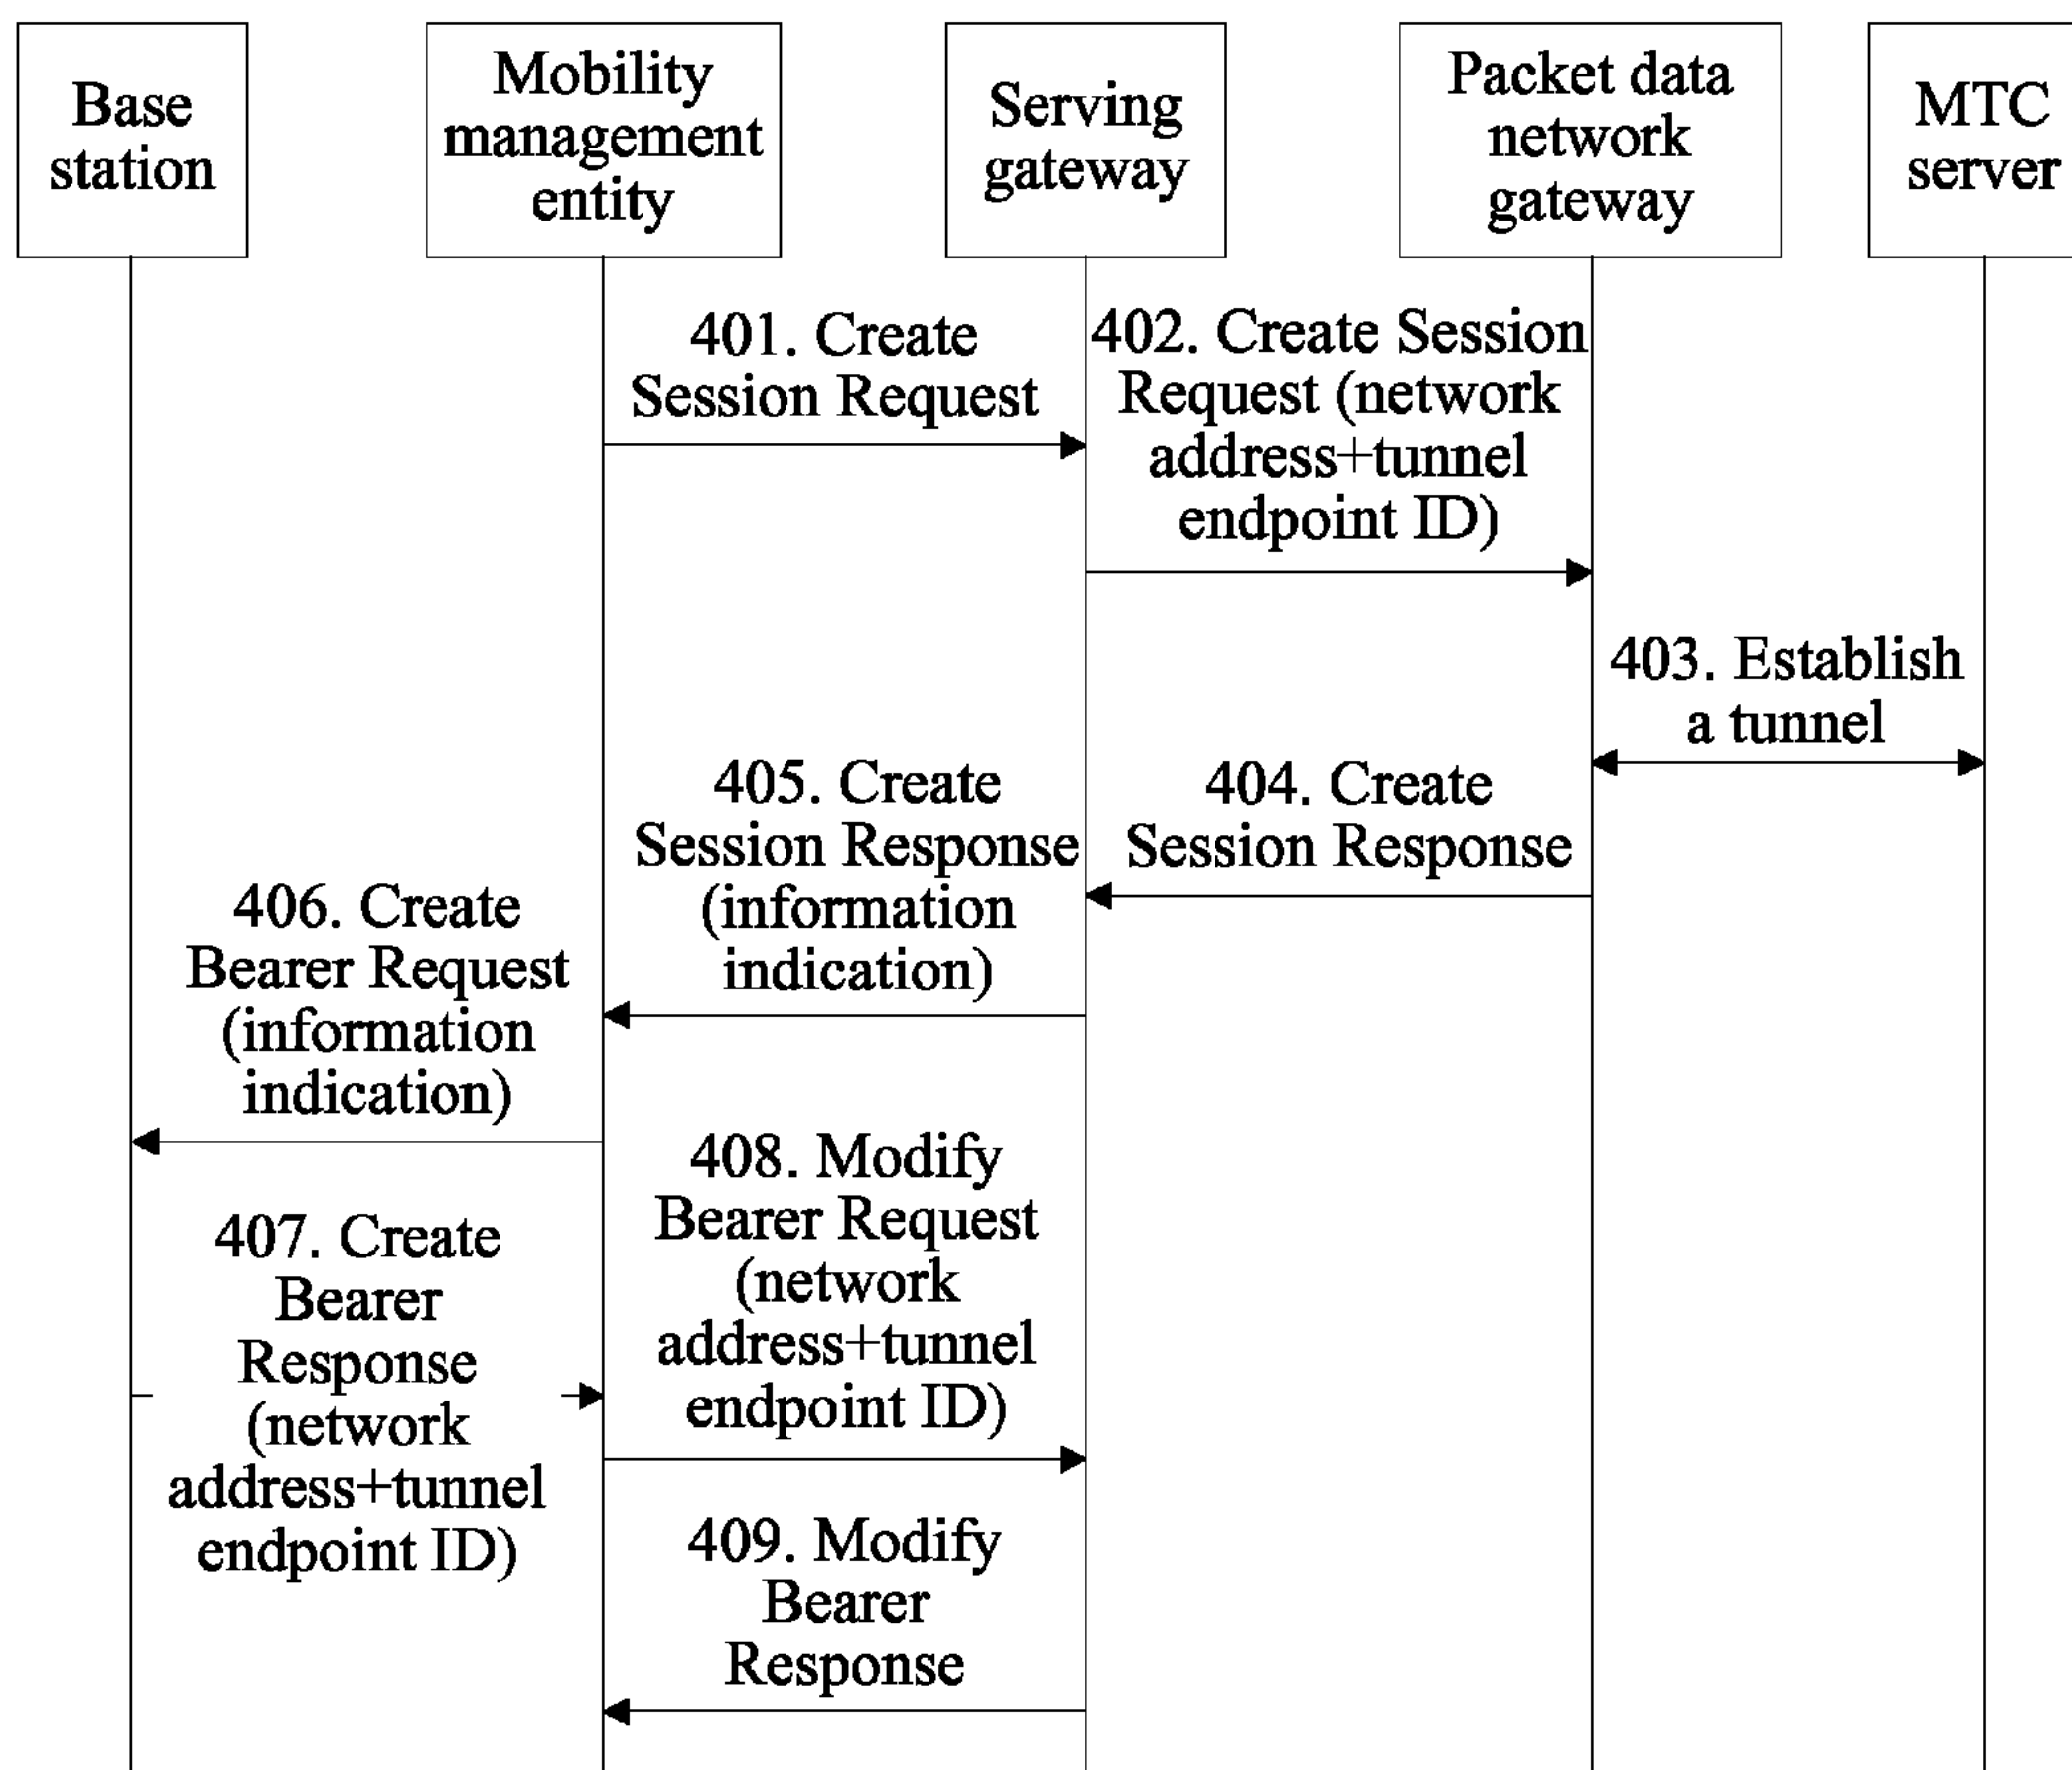 Base
station
Mobility
management
entity
Serving
gateway
Packet data
network
gateway
MTC
server
401. Create
Session Request
402. Create Session
Request (network
address+tunnel
endpoint ID)
403. Establish
a tunnel
404. Create
Session Response
405. Create
Session Response
(information
indication)
406. Create
Bearer Request
(information
indication)
407. Create
Bearer
Response
(network
address+tunnel
endpoint ID)
408. Modify
Bearer Request
(network
address+tunnel
endpoint ID)
409. Modify
Bearer
Response